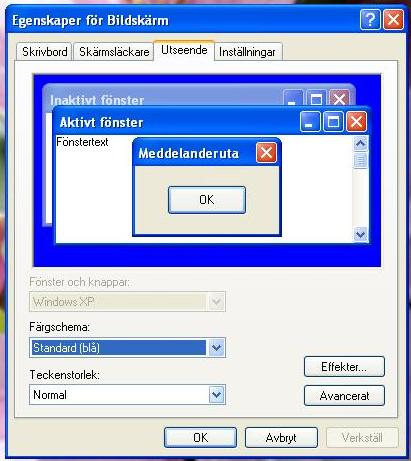 Egenskaper för Bildskärm
Skrivbord Skärmsläckare Utseende Inställningar
Inaktivt fönster
Aktivt fönster
Fönstertext
Meddelanderuta
OK
Fönster och knappar:
Windows XP
Färgschema:
Standard (blå)
Teckenstorlek:
Effekter...
Normal
Avancerat
OK Avbryt Verkställ